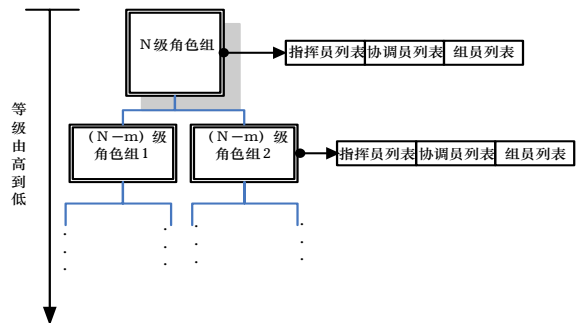 N级角色组
指挥员列表 协调员列表 组员列表
等级由高到低
(N－m) 级
角色组1
(N－m) 级
角色组2
指挥员列表 协调员列表 组员列表